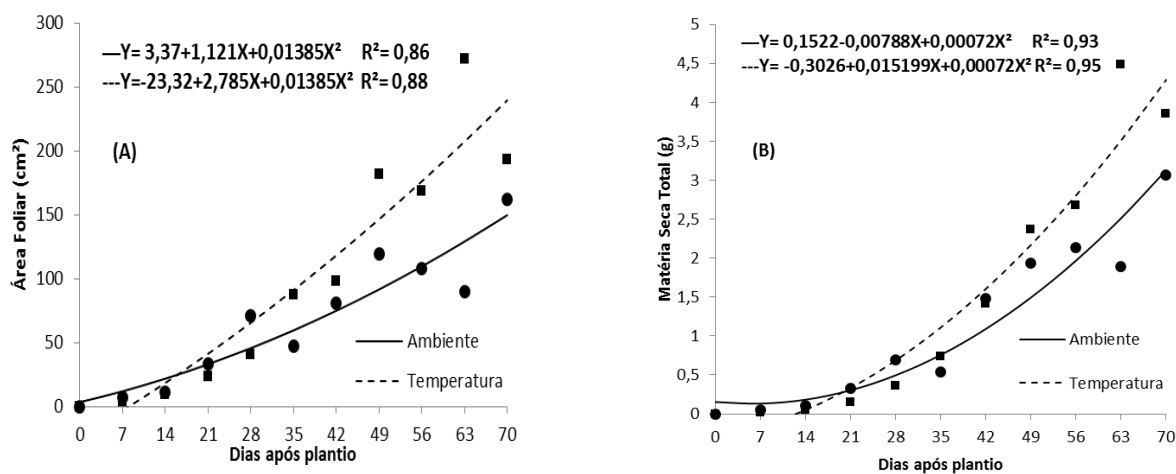 300
250
200
150
100
50
0
Área Foliar (cm²)
—Y= 3,37+1,121X+0,01385X² R²= 0,86
---Y=-23,32+2,785X+0,01385X² R²= 0,88
(A)
Ambiente
Temperatura
0 7 14 21 28 35 42 49 56 63 70
Dias após plantio
5
4,5
4
3,5
3
2,5
2
1,5
1
0,5
0
Matéria Seca Total (g)
—Y= 0,1522-0,00788X+0,00072X² R²= 0,93
---Y= -0,3026+0,015199X+0,00072X² R²= 0,95
(B)
Ambiente
Temperatura
0 7 14 21 28 35 42 49 56 63 70
Dias após plantio